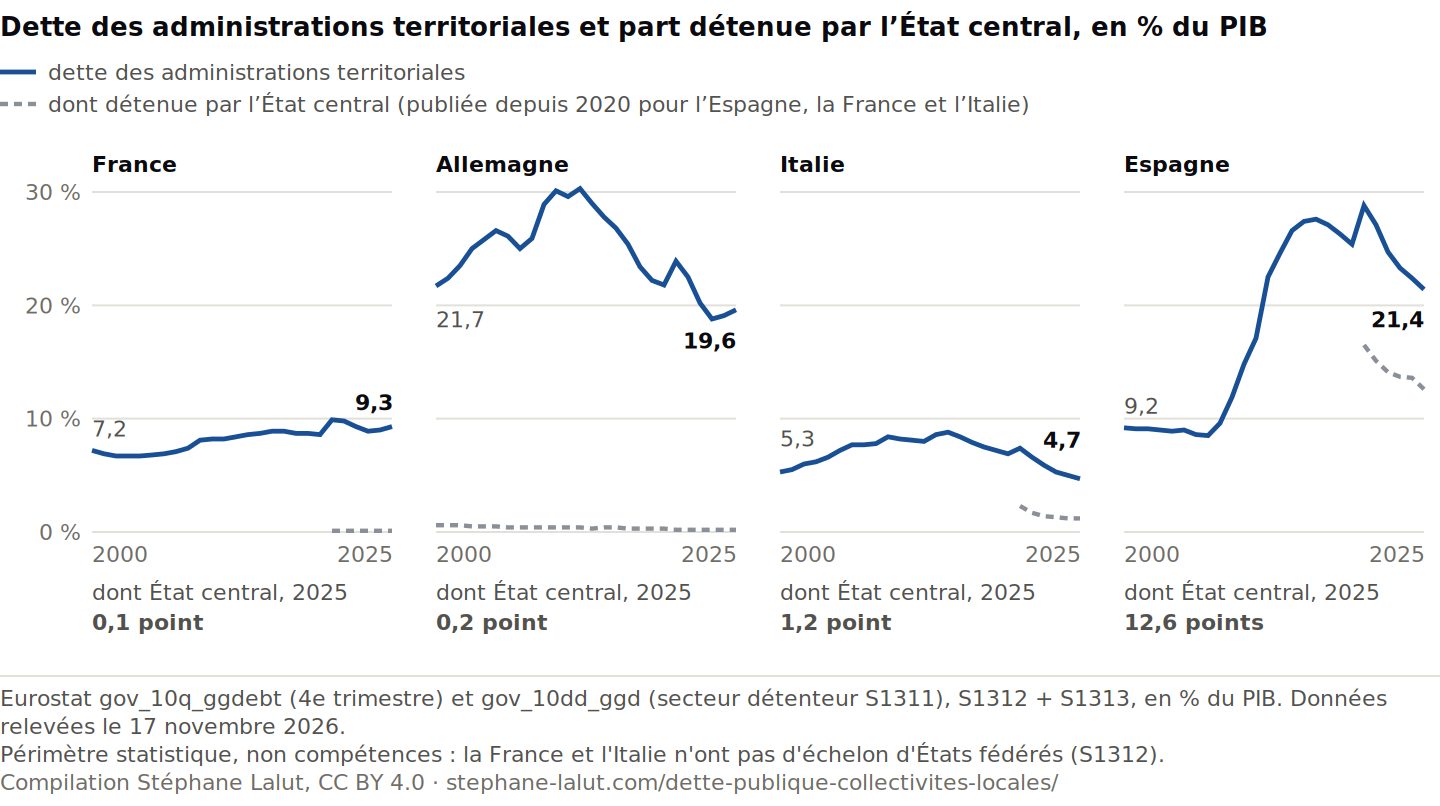 Dette des administrations territoriales et part détenue par l’État central, en % du PIB
dette des administrations territoriales
dont détenue par l’État central (publiée depuis 2020 pour l’Espagne, la France et l’Italie)
France
Allemagne
Italie
Espagne
30 %
20 %
10 %
0 %
7,2
9,3
21,7
19,6
5,3
4,7
9,2
21,4
2000
2025
2000
2025
2000
2025
2000
2025
dont État central, 2025
0,1 point
dont État central, 2025
0,2 point
dont État central, 2025
1,2 point
dont État central, 2025
12,6 points
Eurostat gov_10q_ggdebt (4e trimestre) et gov_10dd_ggd (secteur détenteur S1311), S1312 + S1313, en % du PIB. Données
relevées le 17 novembre 2026.
Périmètre statistique, non compétences : la France et l'Italie n'ont pas d'échelon d'États fédérés (S1312).
Compilation Stéphane Lalut, CC BY 4.0 · stephane-lalut.com/dette-publique-collectivites-locales/